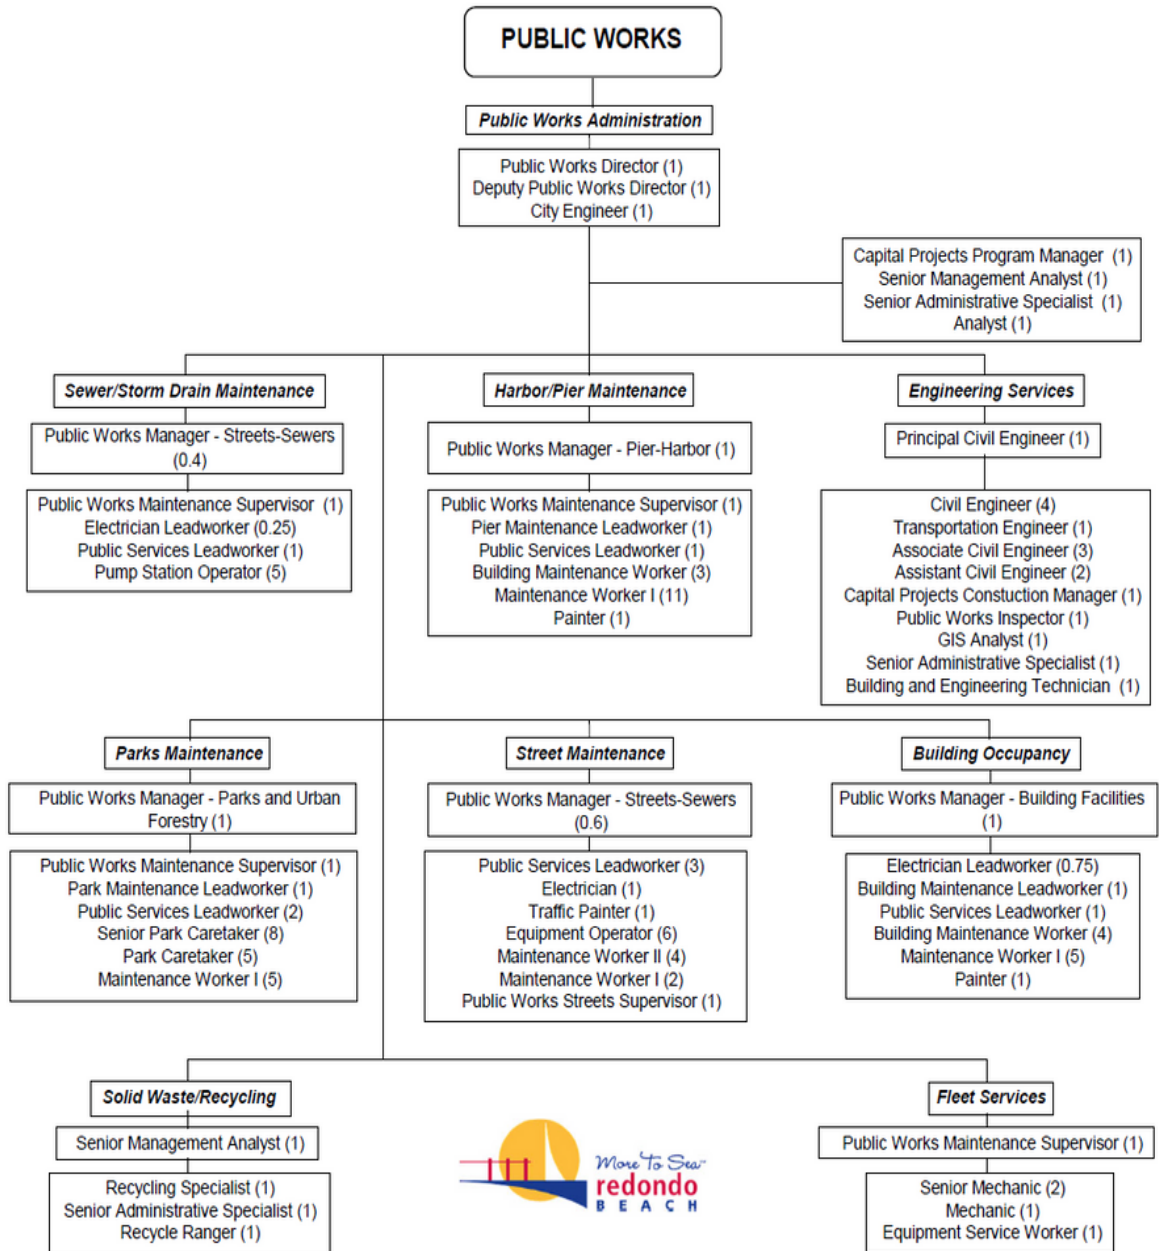 PUBLIC WORKS
Public Works Administration
Public Works Director (1)
Deputy Public Works Director (1)
City Engineer (1)
Capital Projects Program Manager (1)
Senior Management Analyst (1)
Senior Administrative Specialist (1)
Analyst (1)
Sewer/Storm Drain Maintenance
Public Works Manager - Streets-Sewers
(0.4)
Public Works Maintenance Supervisor (1)
Electrician Leadworker (0.25)
Public Services Leadworker (1)
Pump Station Operator (5)
Harbor/Pier Maintenance
Public Works Manager - Pier-Harbor (1)
Public Works Maintenance Supervisor (1)
Pier Maintenance Leadworker (1)
Public Services Leadworker (1)
Building Maintenance Worker (3)
Maintenance Worker I (11)
Painter (1)
Engineering Services
Principal Civil Engineer (1)
Civil Engineer (4)
Transportation Engineer (1)
Associate Civil Engineer (3)
Assistant Civil Engineer (2)
Capital Projects Constuction Manager (1)
Public Works Inspector (1)
GIS Analyst (1)
Senior Administrative Specialist (1)
Building and Engineering Technician (1)
Parks Maintenance
Public Works Manager - Parks and Urban
Forestry (1)
Public Works Maintenance Supervisor (1)
Park Maintenance Leadworker (1)
Public Services Leadworker (2)
Senior Park Caretaker (8)
Park Caretaker (5)
Maintenance Worker I (5)
Street Maintenance
Public Works Manager - Streets-Sewers
(0.6)
Public Services Leadworker (3)
Electrician (1)
Traffic Painter (1)
Equipment Operator (6)
Maintenance Worker II (4)
Maintenance Worker I (2)
Public Works Streets Supervisor (1)
Building Occupancy
Public Works Manager - Building Facilities
(1)
Electrician Leadworker (0.75)
Building Maintenance Leadworker (1)
Public Services Leadworker (1)
Building Maintenance Worker (4)
Maintenance Worker I (5)
Painter (1)
Solid Waste/Recycling
Senior Management Analyst (1)
Recycling Specialist (1)
Senior Administrative Specialist (1)
Recycle Ranger (1)
More To Sea™
redondo
BEACH
Fleet Services
Public Works Maintenance Supervisor (1)
Senior Mechanic (2)
Mechanic (1)
Equipment Service Worker (1)